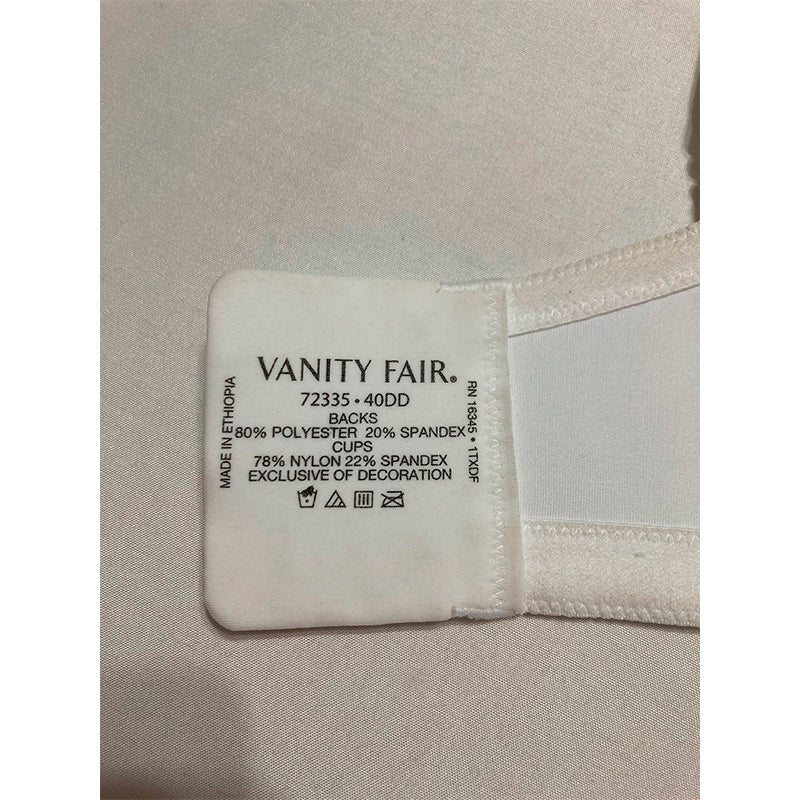 VANITY FAIR®
72335 • 40DD
BACKS
80% POLYESTER 20% SPANDEX
CUPS
78% NYLON 22% SPANDEX
EXCLUSIVE OF DECORATION
MADE IN ETHIOPIA
RN 16345 • 1TXDF